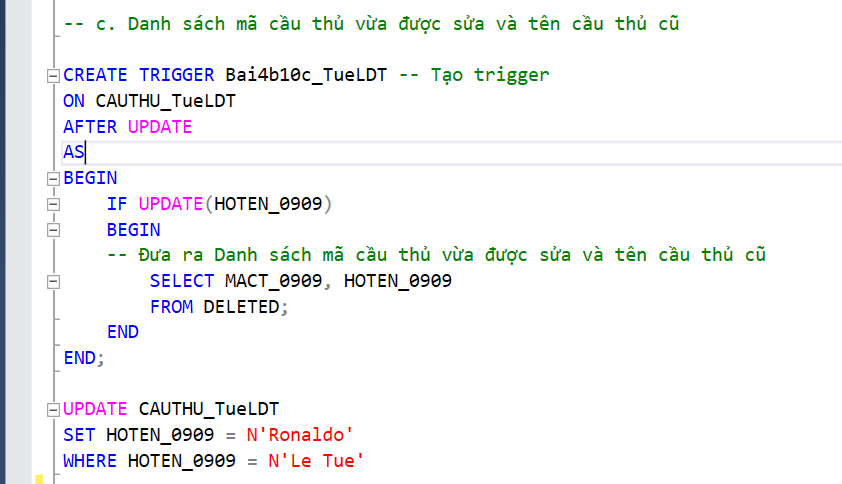 -- c. Danh sách mã cầu thủ vừa được sửa và tên cầu thủ cũ
CREATE TRIGGER Bai4b10c_TueLDT -- Tạo trigger
ON CAUTHU_TueLDT
AFTER UPDATE
AS
BEGIN
IF UPDATE(HOTEN_0909)
BEGIN
-- Đưa ra Danh sách mã cầu thủ vừa được sửa và tên cầu thủ cũ
SELECT MACT_0909, HOTEN_0909
FROM DELETED;
END
END;
UPDATE CAUTHU_TueLDT
SET HOTEN_0909 = N'Ronaldo'
WHERE HOTEN_0909 = N'Le Tue'